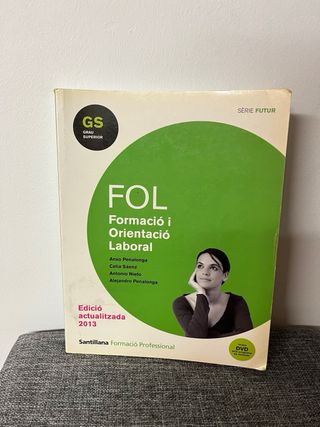 SÈRIE FUTUR
GS
GRAU
SUPERIOR
FOL
Formació i
Orientació
Laboral
Anxo Penalonga
Celia Sáenz
Antonio Nieto
Alejandro Penalonga
Edició
actualitzada
2013
DVD
Santillana Formació Professional